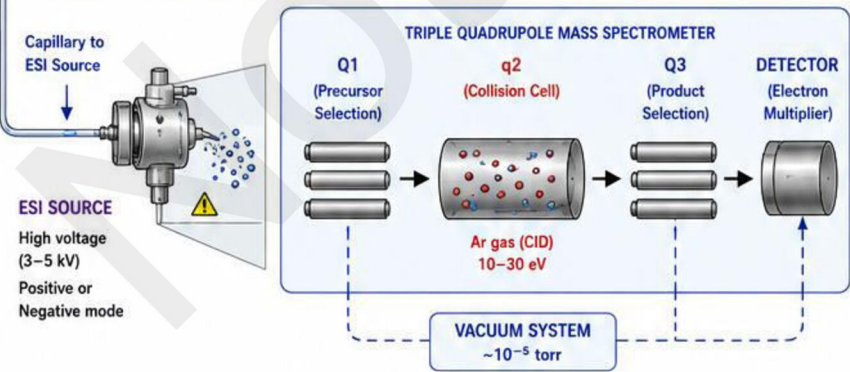 Capillary to
ESI Source
ESI SOURCE
High voltage
(3–5 kV)
Positive or
Negative mode
TRIPLE QUADRUPOLE MASS SPECTROMETER
Q1
(Precursor
Selection)
q2
(Collision Cell)
Ar gas (CID)
10–30 eV
Q3
(Product
Selection)
DETECTOR
(Electron
Multiplier)
VACUUM SYSTEM
~10⁻⁵ torr